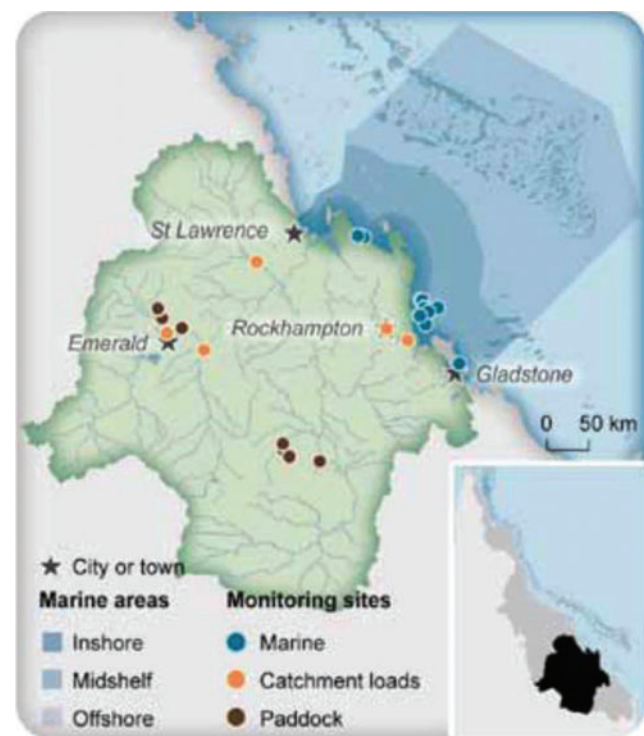 St Lawrence
Rockhampton
Emerald
Gladstone
0 50 km
City or town
Marine areas
Inshore
Midshelf
Offshore
Monitoring sites
Marine
Catchment loads
Paddock